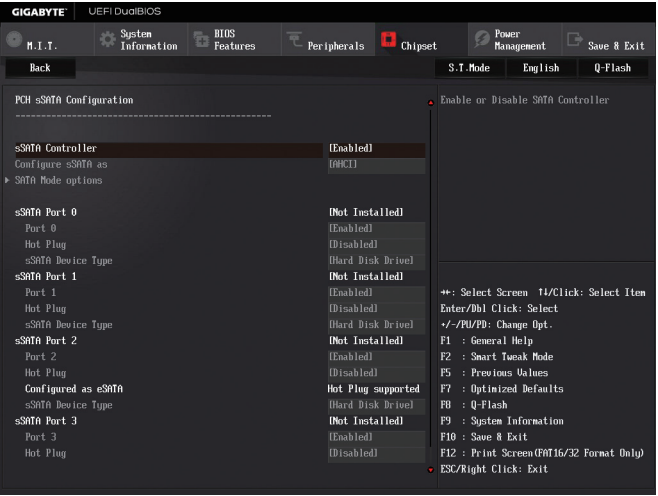 GIGABYTE™ UEFI DualBIOS
M.I.T.
System Information
BIOS Features
Peripherals
Chipset
Power Management
Save & Exit
Back
S.T.Mode English Q-Flash
PCH sSATA Configuration
--------------------------------------------------
Enable or Disable SATA Controller
sSATA Controller [Enabled]
Configure sSATA as [AHCI]
SATA Mode options
sSATA Port 0 [Not Installed]
Port 0 [Enabled]
Hot Plug [Disabled]
sSATA Device Type [Hard Disk Drive]
sSATA Port 1 [Not Installed]
Port 1 [Enabled]
Hot Plug [Disabled]
sSATA Device Type [Hard Disk Drive]
sSATA Port 2 [Not Installed]
Port 2 [Enabled]
Hot Plug [Disabled]
Configured as eSATA Hot Plug supported
sSATA Device Type [Hard Disk Drive]
sSATA Port 3 [Not Installed]
Port 3 [Enabled]
Hot Plug [Disabled]
→←: Select Screen ↑↓/Click: Select Item
Enter/Dbl Click: Select
+/-/PU/PD: Change Opt.
F1 : General Help
F2 : Smart Tweak Mode
F5 : Previous Values
F7 : Optimized Defaults
F8 : Q-Flash
F9 : System Information
F10 : Save & Exit
F12 : Print Screen(FAT16/32 Format Only)
ESC/Right Click: Exit